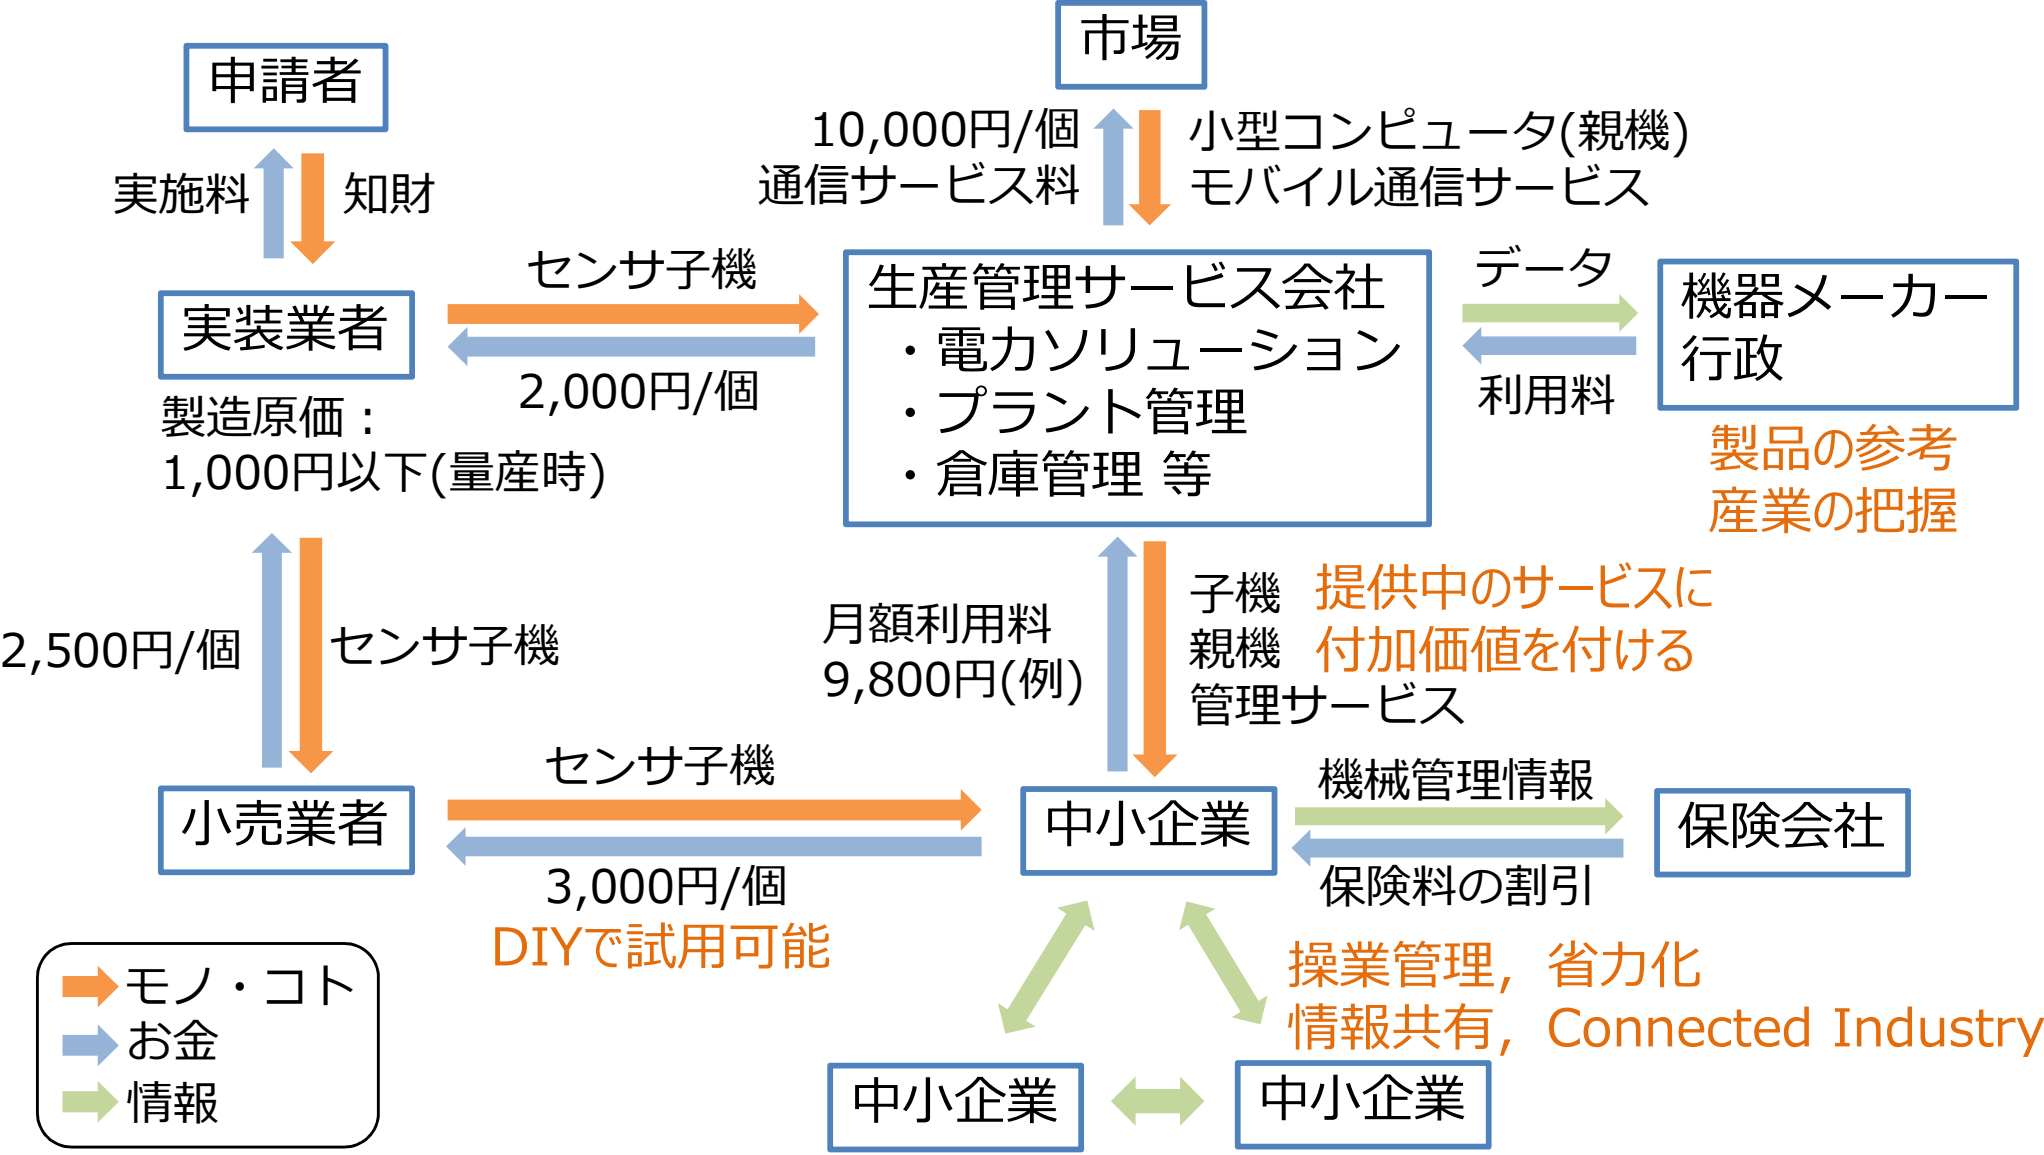 市場
申請者
10,000円/個
通信サービス料
小型コンピュータ(親機)
モバイル通信サービス
実施料
知財
センサ子機
2,000円/個
実装業者
製造原価：
1,000円以下(量産時)
生産管理サービス会社
・電力ソリューション
・プラント管理
・倉庫管理 等
データ
利用料
機器メーカー
行政
製品の参考
産業の把握
2,500円/個
センサ子機
月額利用料
9,800円(例)
子機
親機
管理サービス
提供中のサービスに
付加価値を付ける
小売業者
センサ子機
3,000円/個
DIYで試用可能
中小企業
機械管理情報
保険料の割引
保険会社
操業管理，省力化
情報共有，Connected Industry
中小企業
中小企業
モノ・コト
お金
情報